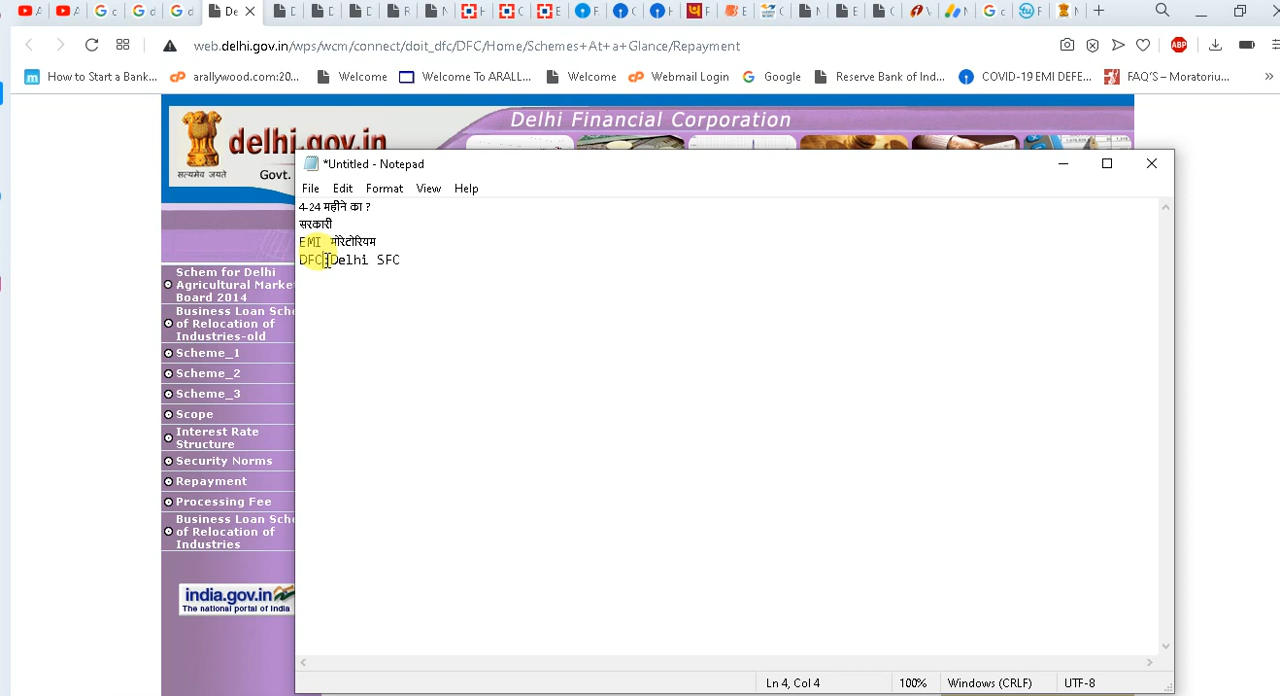 web.delhi.gov.in/wps/wcm/connect/doit_dfc/DFC/Home/Schemes+At+a+Glance/Repayment
ABP
How to Start a Bank...
arallywood.com:20...
Welcome
Welcome To ARALL...
Welcome
Webmail Login
Google
Reserve Bank of Ind...
COVID-19 EMI DEFE...
FAQ'S – Moratoriu...
Delhi Financial Corporation
delhi.gov.in
सत्यमेव जयते
Govt.
*Untitled - Notepad
File Edit Format View Help
4-24 महीने का ?
सरकारी
EMI मोरेटोरियम
DFC Delhi SFC
Schem for Delhi
Agricultural Marke
Board 2014
Business Loan Sche
of Relocation of
Industries-old
Scheme_1
Scheme_2
Scheme_3
Scope
Interest Rate
Structure
Security Norms
Repayment
Processing Fee
Business Loan Sche
of Relocation of
Industries
india.gov.in
The national portal of India
Ln 4, Col 4
100%
Windows (CRLF)
UTF-8